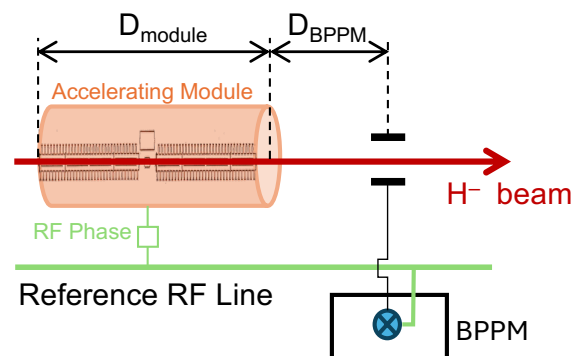 D_module D_BPPM
Accelerating Module
H⁻ beam
RF Phase
Reference RF Line
BPPM